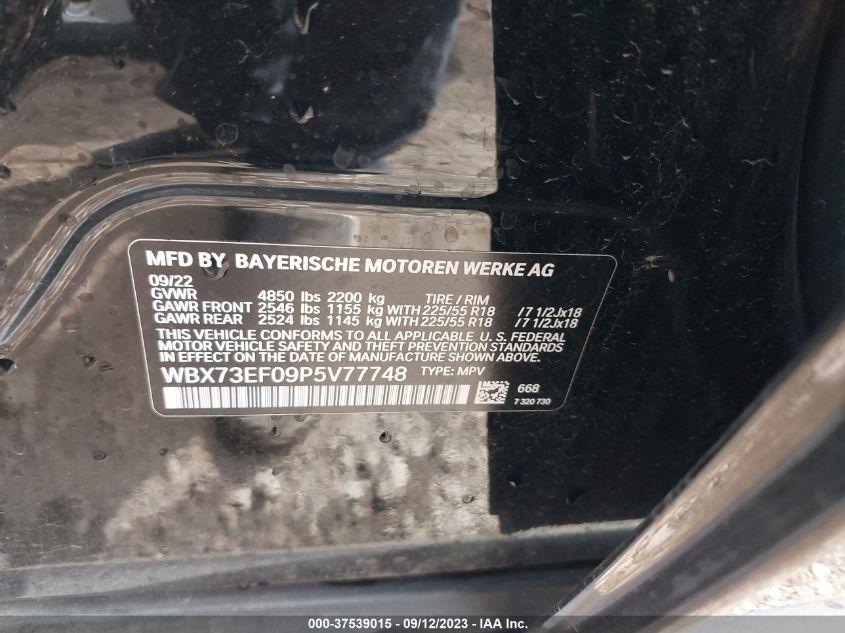 MFD BY BAYERISCHE MOTOREN WERKE AG
09/22
GVWR 4850 lbs 2200 kg TIRE / RIM
GAWR FRONT 2546 lbs 1155 kg WITH 225/55 R18 /7 1/2Jx18
GAWR REAR 2524 lbs 1145 kg WITH 225/55 R18 /7 1/2Jx18
THIS VEHICLE CONFORMS TO ALL APPLICABLE U.S. FEDERAL
MOTOR VEHICLE SAFETY AND THEFT PREVENTION STANDARDS
IN EFFECT ON THE DATE OF MANUFACTURE SHOWN ABOVE.
WBX73EF09P5V77748 TYPE: MPV
668
7 320 730
000-37539015 - 09/12/2023 - IAAI.com